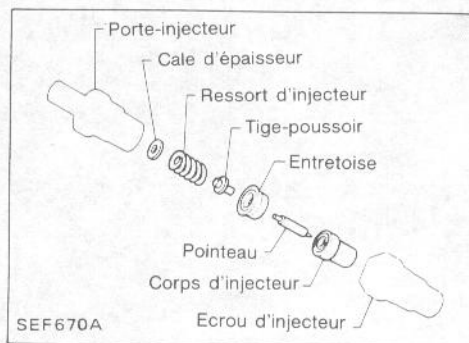 Porte-injecteur
Cale d'épaisseur
Ressort d'injecteur
Tige-poussoir
Entretoise
Pointeau
Corps d'injecteur
Ecrou d'injecteur
SEF670A